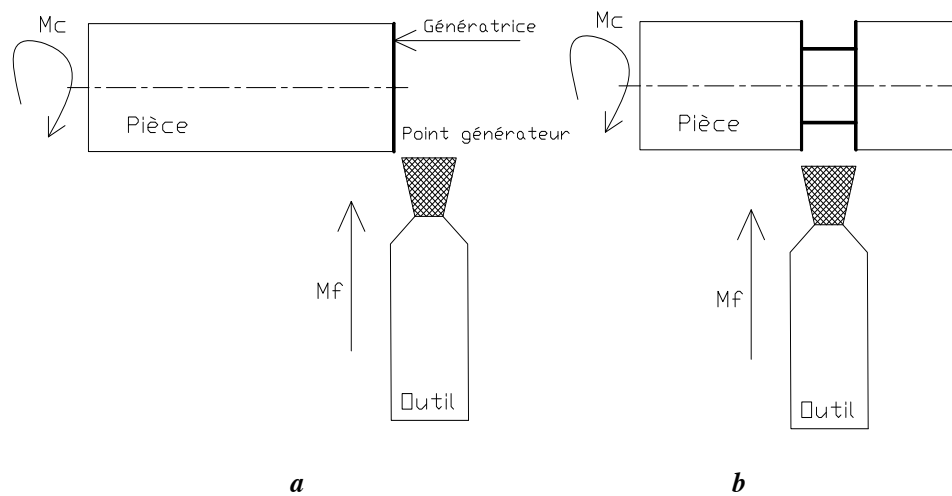 Mc
Génératrice
Pièce
Point générateur
Mf
Outil
a
Mc
Pièce
Mf
Outil
b